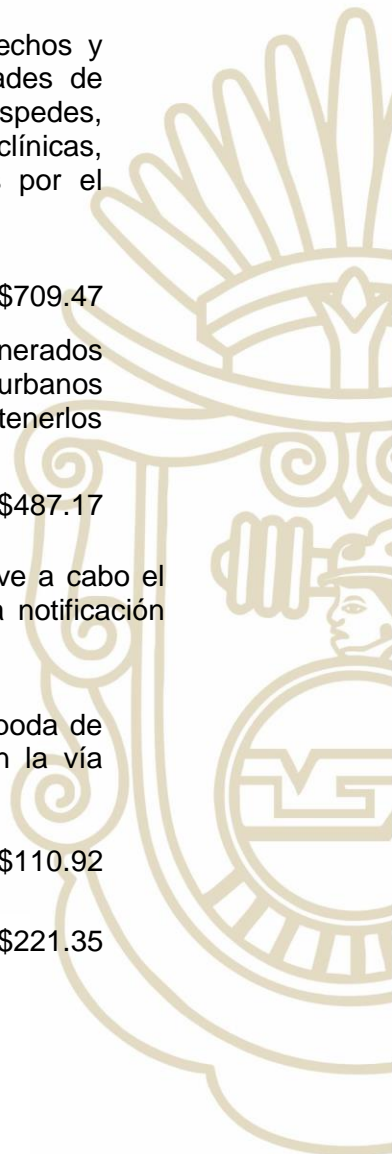 echos y
ades de
spedes,
clínicas,
s por el
$709.47
nerados
urbanos
tenerlos
$487.17
ve a cabo el
a notificación
ooda de
n la vía
$110.92
$221.35